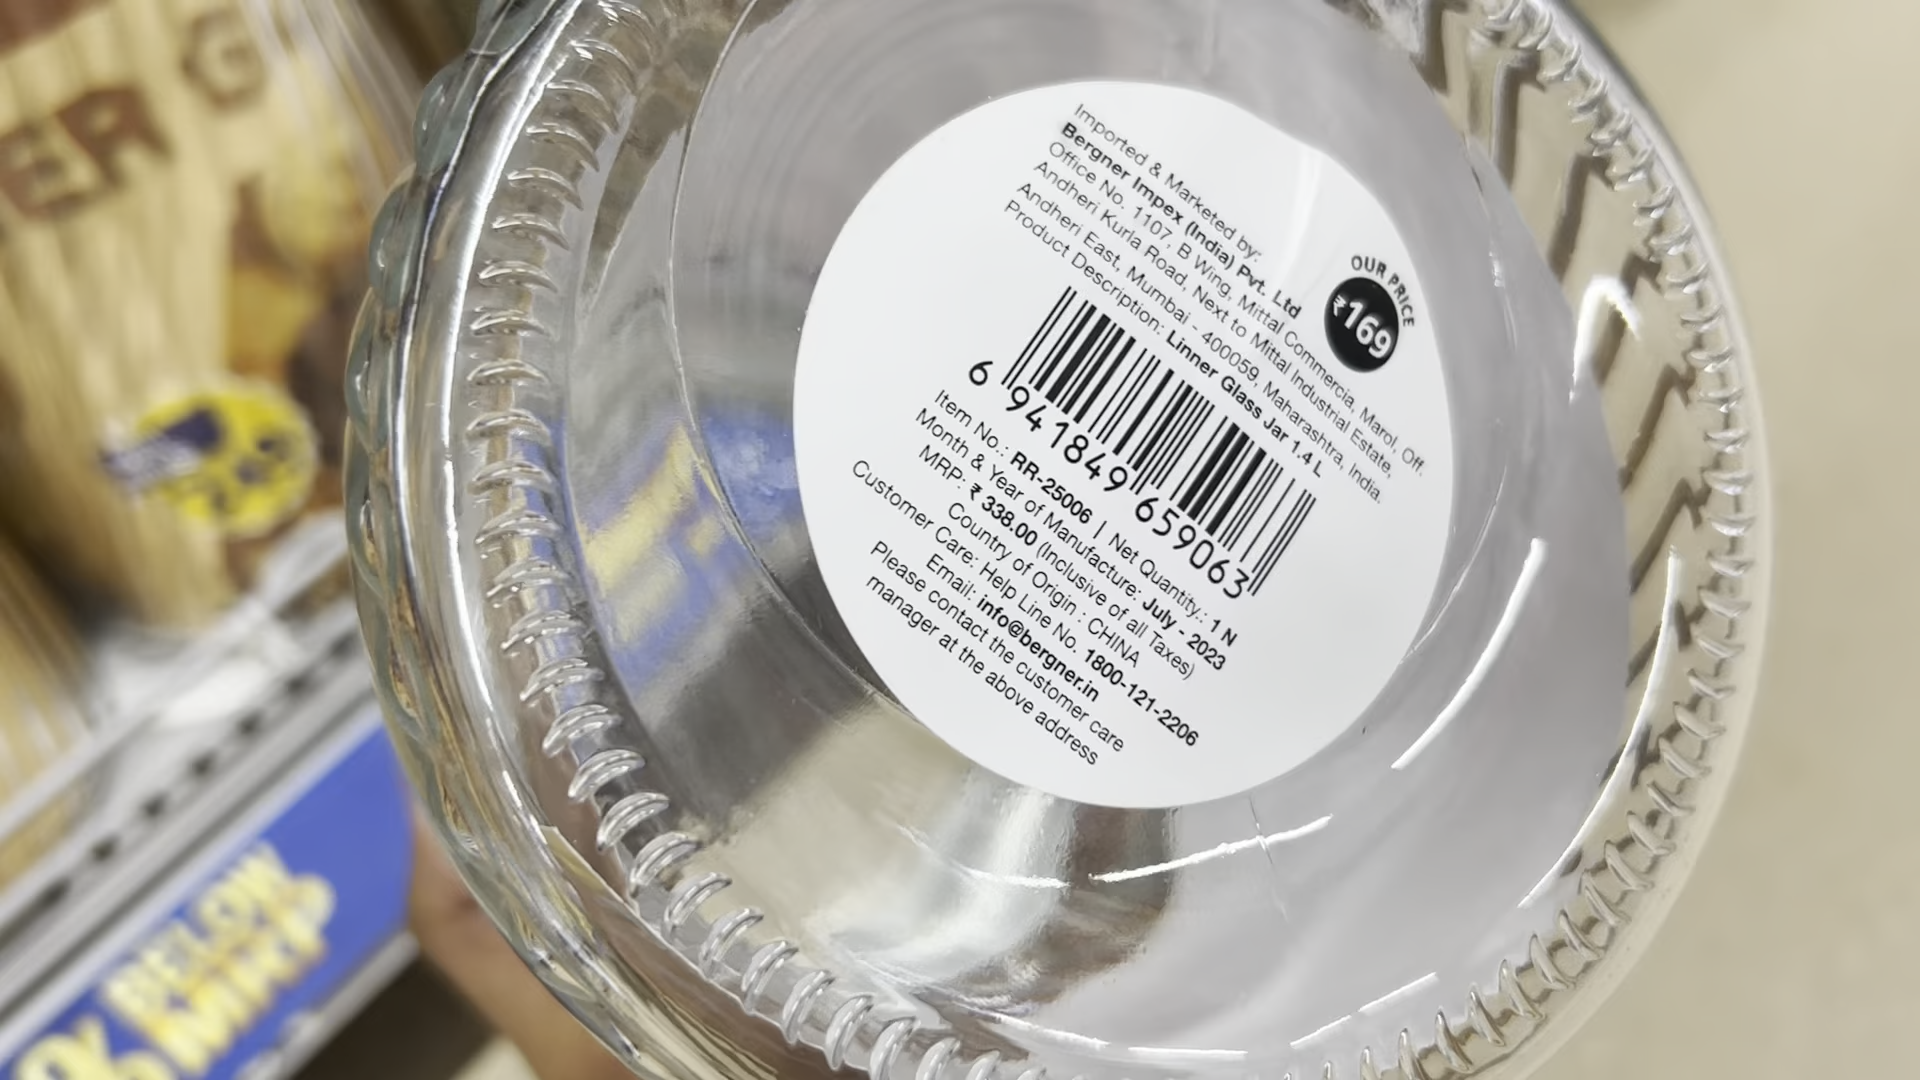 Imported & Marketed by:
Bergner Impex (India) Pvt. Ltd
Office No. 1107, B Wing, Mittal Commercia, Marol, Off.
Andheri Kurla Road, Next to Mittal Industrial Estate,
Andheri East, Mumbai - 400059, Maharashtra, India.
Product Description: Linner Glass Jar 1.4 L
OUR PRICE
₹169
6 941849 659063
Item No.: RR-25006 | Net Quantity.: 1 N
Month & Year of Manufacture: July - 2023
MRP: ₹ 338.00 (Inclusive of all Taxes)
Country of Origin : CHINA
Customer Care: Help Line No. 1800-121-2206
Email: info@bergner.in
Please contact the customer care
manager at the above address
ER G
BELOW
MRP